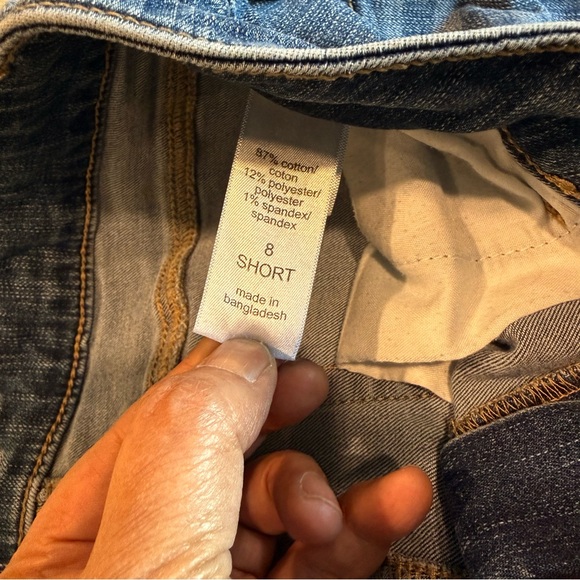 87% cotton/
coton
12% polyester/
polyester
1% spandex/
spandex
8
SHORT
made in
bangladesh